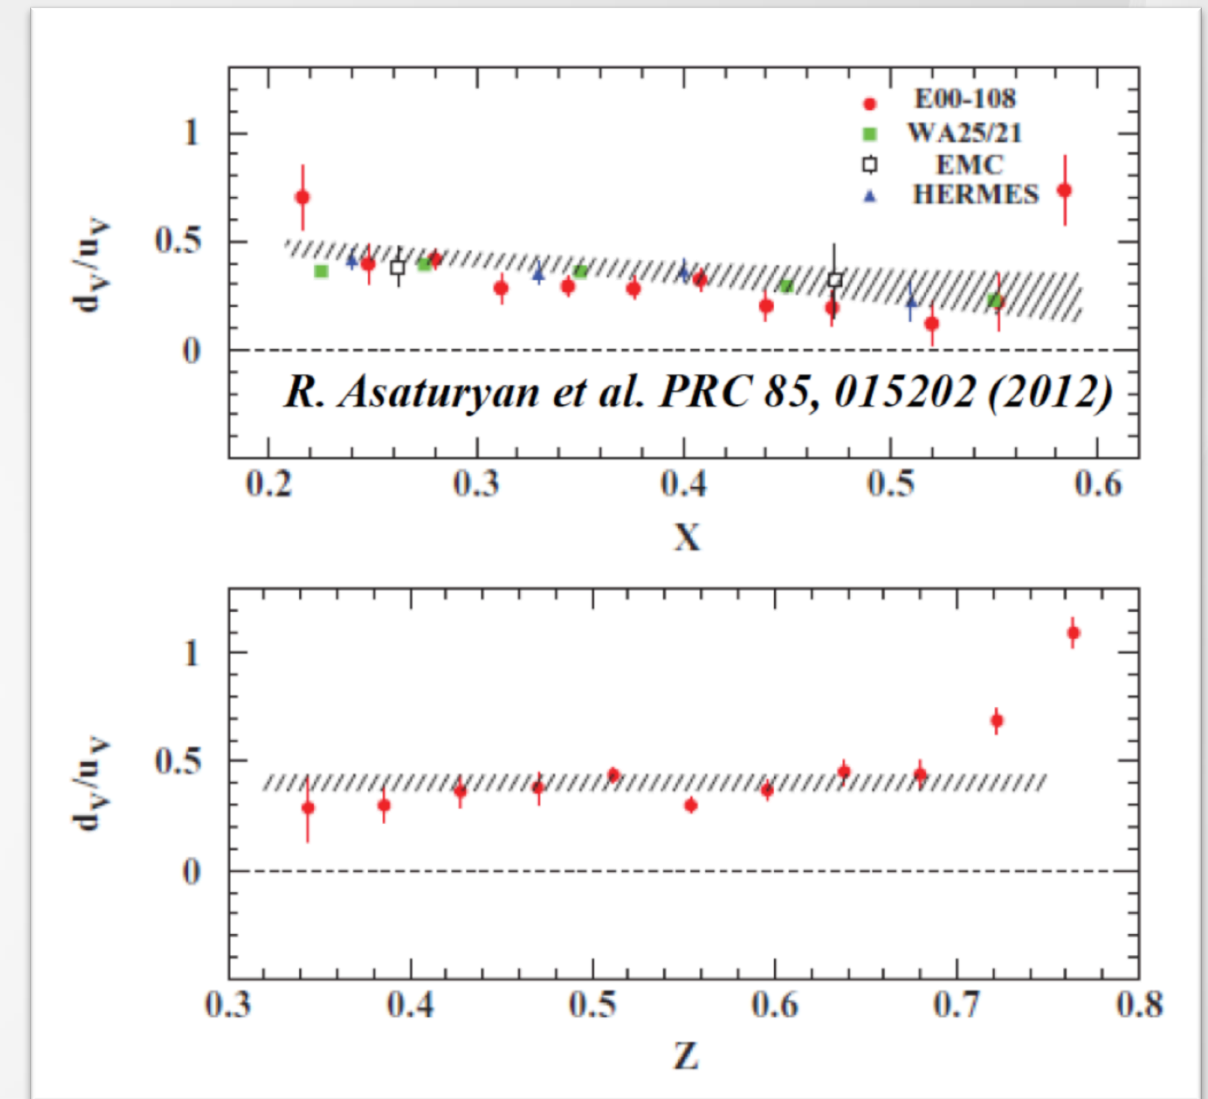 E00-108
WA25/21
EMC
HERMES
1
0.5
0
dv/uv
R. Asaturyan et al. PRC 85, 015202 (2012)
0.2 0.3 0.4 0.5 0.6
X
1
0.5
0
dv/uv
0.3 0.4 0.5 0.6 0.7 0.8
Z